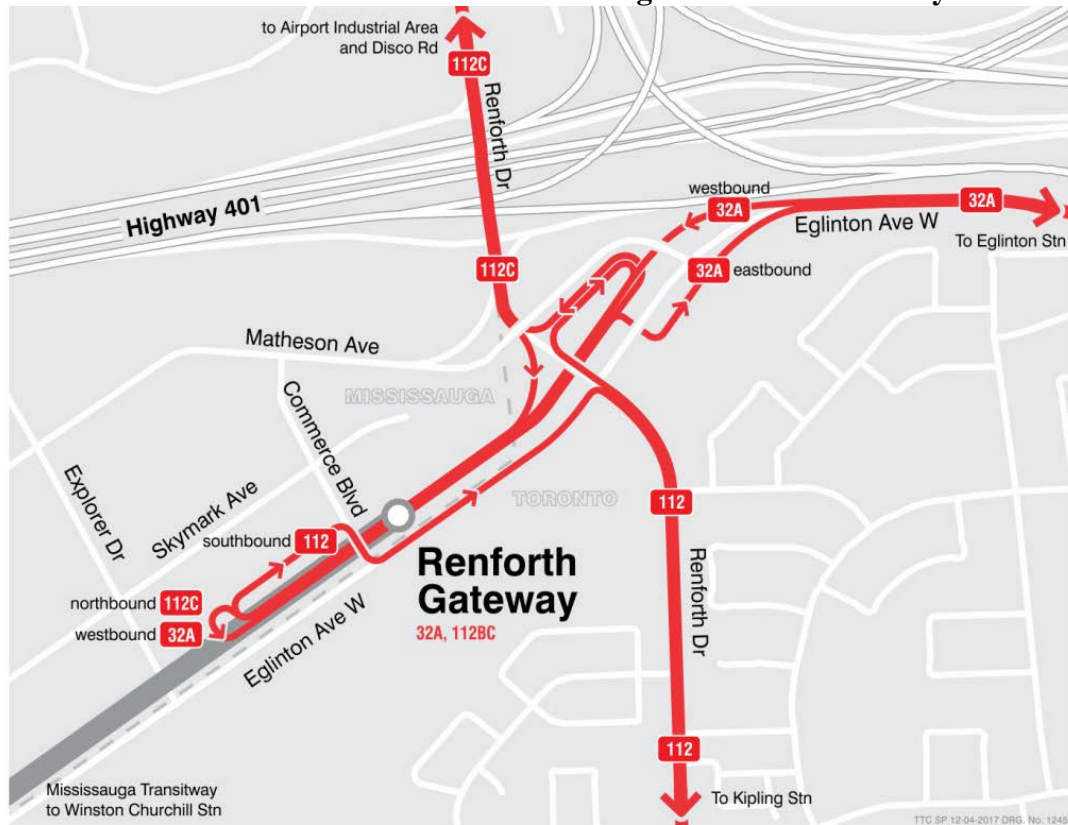 to Airport Industrial Area
and Disco Rd
112C
Renforth Dr
Highway 401
westbound
32A
32A
Eglinton Ave W
To Eglinton Stn
112C
32A eastbound
Matheson Ave
MISSISSAUGA
Commerce Blvd
Explorer Dr
Skymark Ave
TORONTO
112
southbound 112
Renforth
Gateway
32A, 112BC
Renforth Dr
northbound 112C
westbound 32A
Eglinton Ave W
112
Mississauga Transitway
to Winston Churchill Stn
To Kipling Stn
TTC SP 12-04-2017 DRG. No. 1245